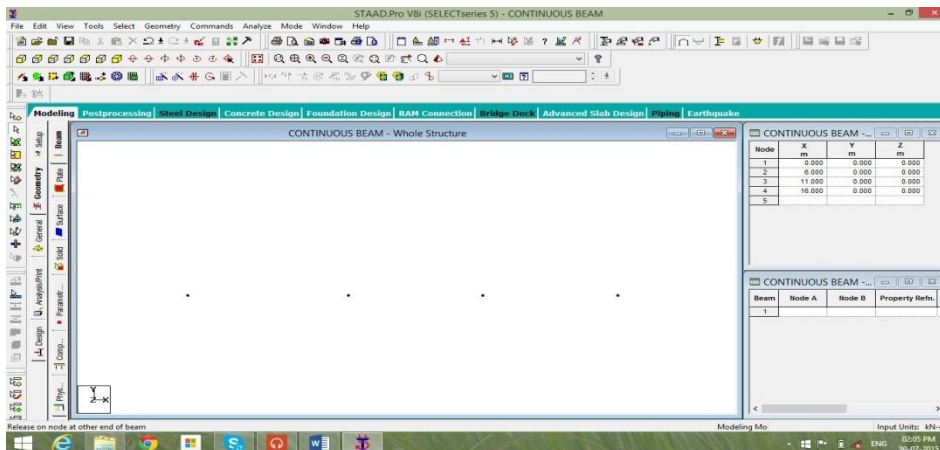 STAAD.Pro V8i (SELECTseries 5) - CONTINUOUS BEAM
File Edit View Tools Select Geometry Commands Analyze Mode Window Help
Modeling Postprocessing Steel Design Concrete Design Foundation Design RAM Connection Bridge Deck Advanced Slab Design Piping Earthquake
Setup
Geometry
General
Analysis/Print
Design
Beam
Plate
Surface
Solid
Parametr...
Comp...
Phys...
CONTINUOUS BEAM - Whole Structure
Y
Z X
CONTINUOUS BEAM -...
Node X m Y m Z m
1 0.000 0.000 0.000
2 6.000 0.000 0.000
3 11.000 0.000 0.000
4 16.000 0.000 0.000
5
CONTINUOUS BEAM -...
Beam Node A Node B Property Refn.
1
Release on node at other end of beam
Modeling Mo
Input Units: kN-
ENG
02:05 PM
30-07-2015